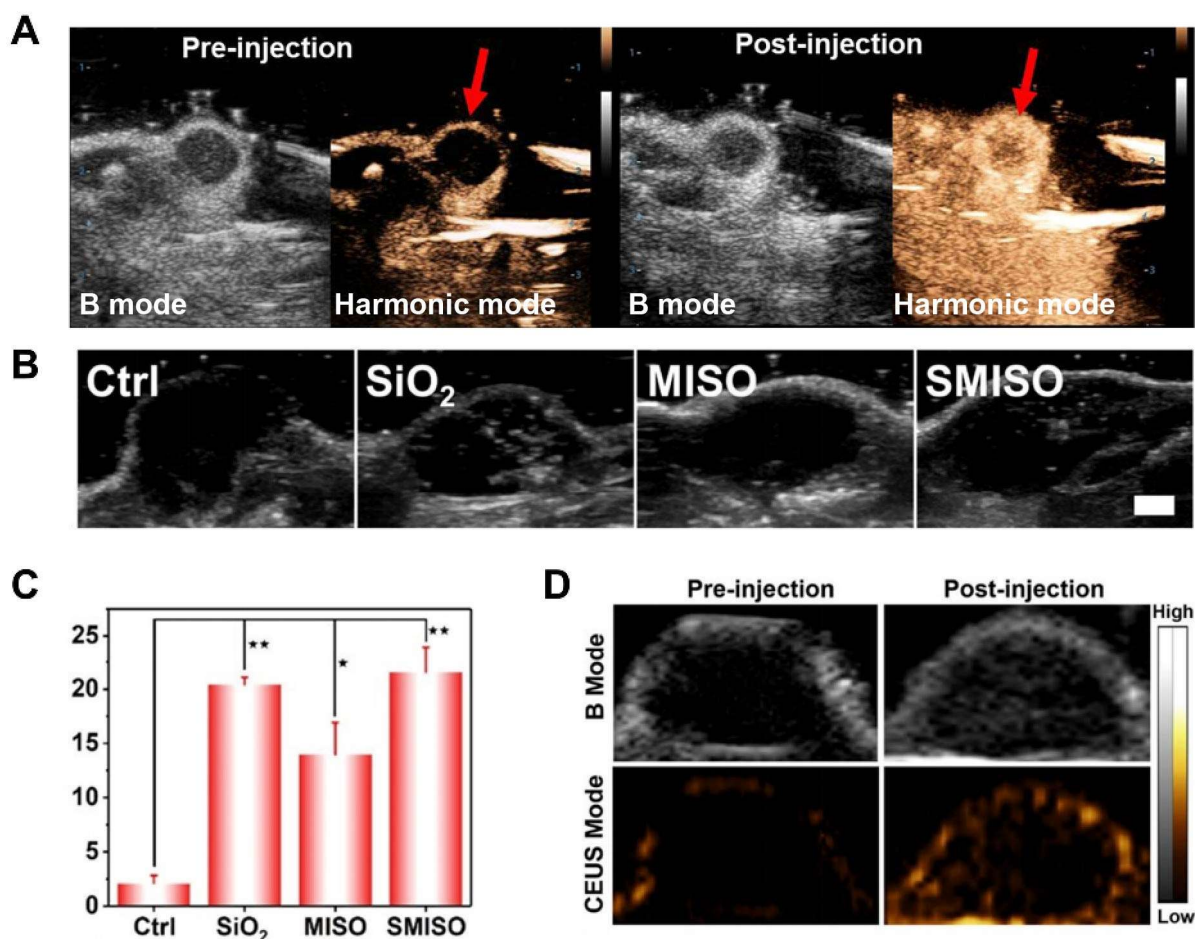 A
Pre-injection
Post-injection
B mode
Harmonic mode
B mode
Harmonic mode
B
Ctrl
SiO₂
MISO
SMISO
C
25
20
15
10
5
0
★★
★
★★
Ctrl
SiO₂
MISO
SMISO
D
Pre-injection
Post-injection
B Mode
CEUS Mode
High
Low